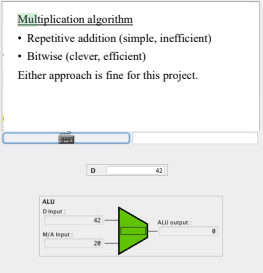 Multiplication algorithm
• Repetitive addition (simple, inefficient)
• Bitwise (clever, efficient)
Either approach is fine for this project.
D 42
ALU
D Input :
42
M/A Input :
20
ALU output :
0